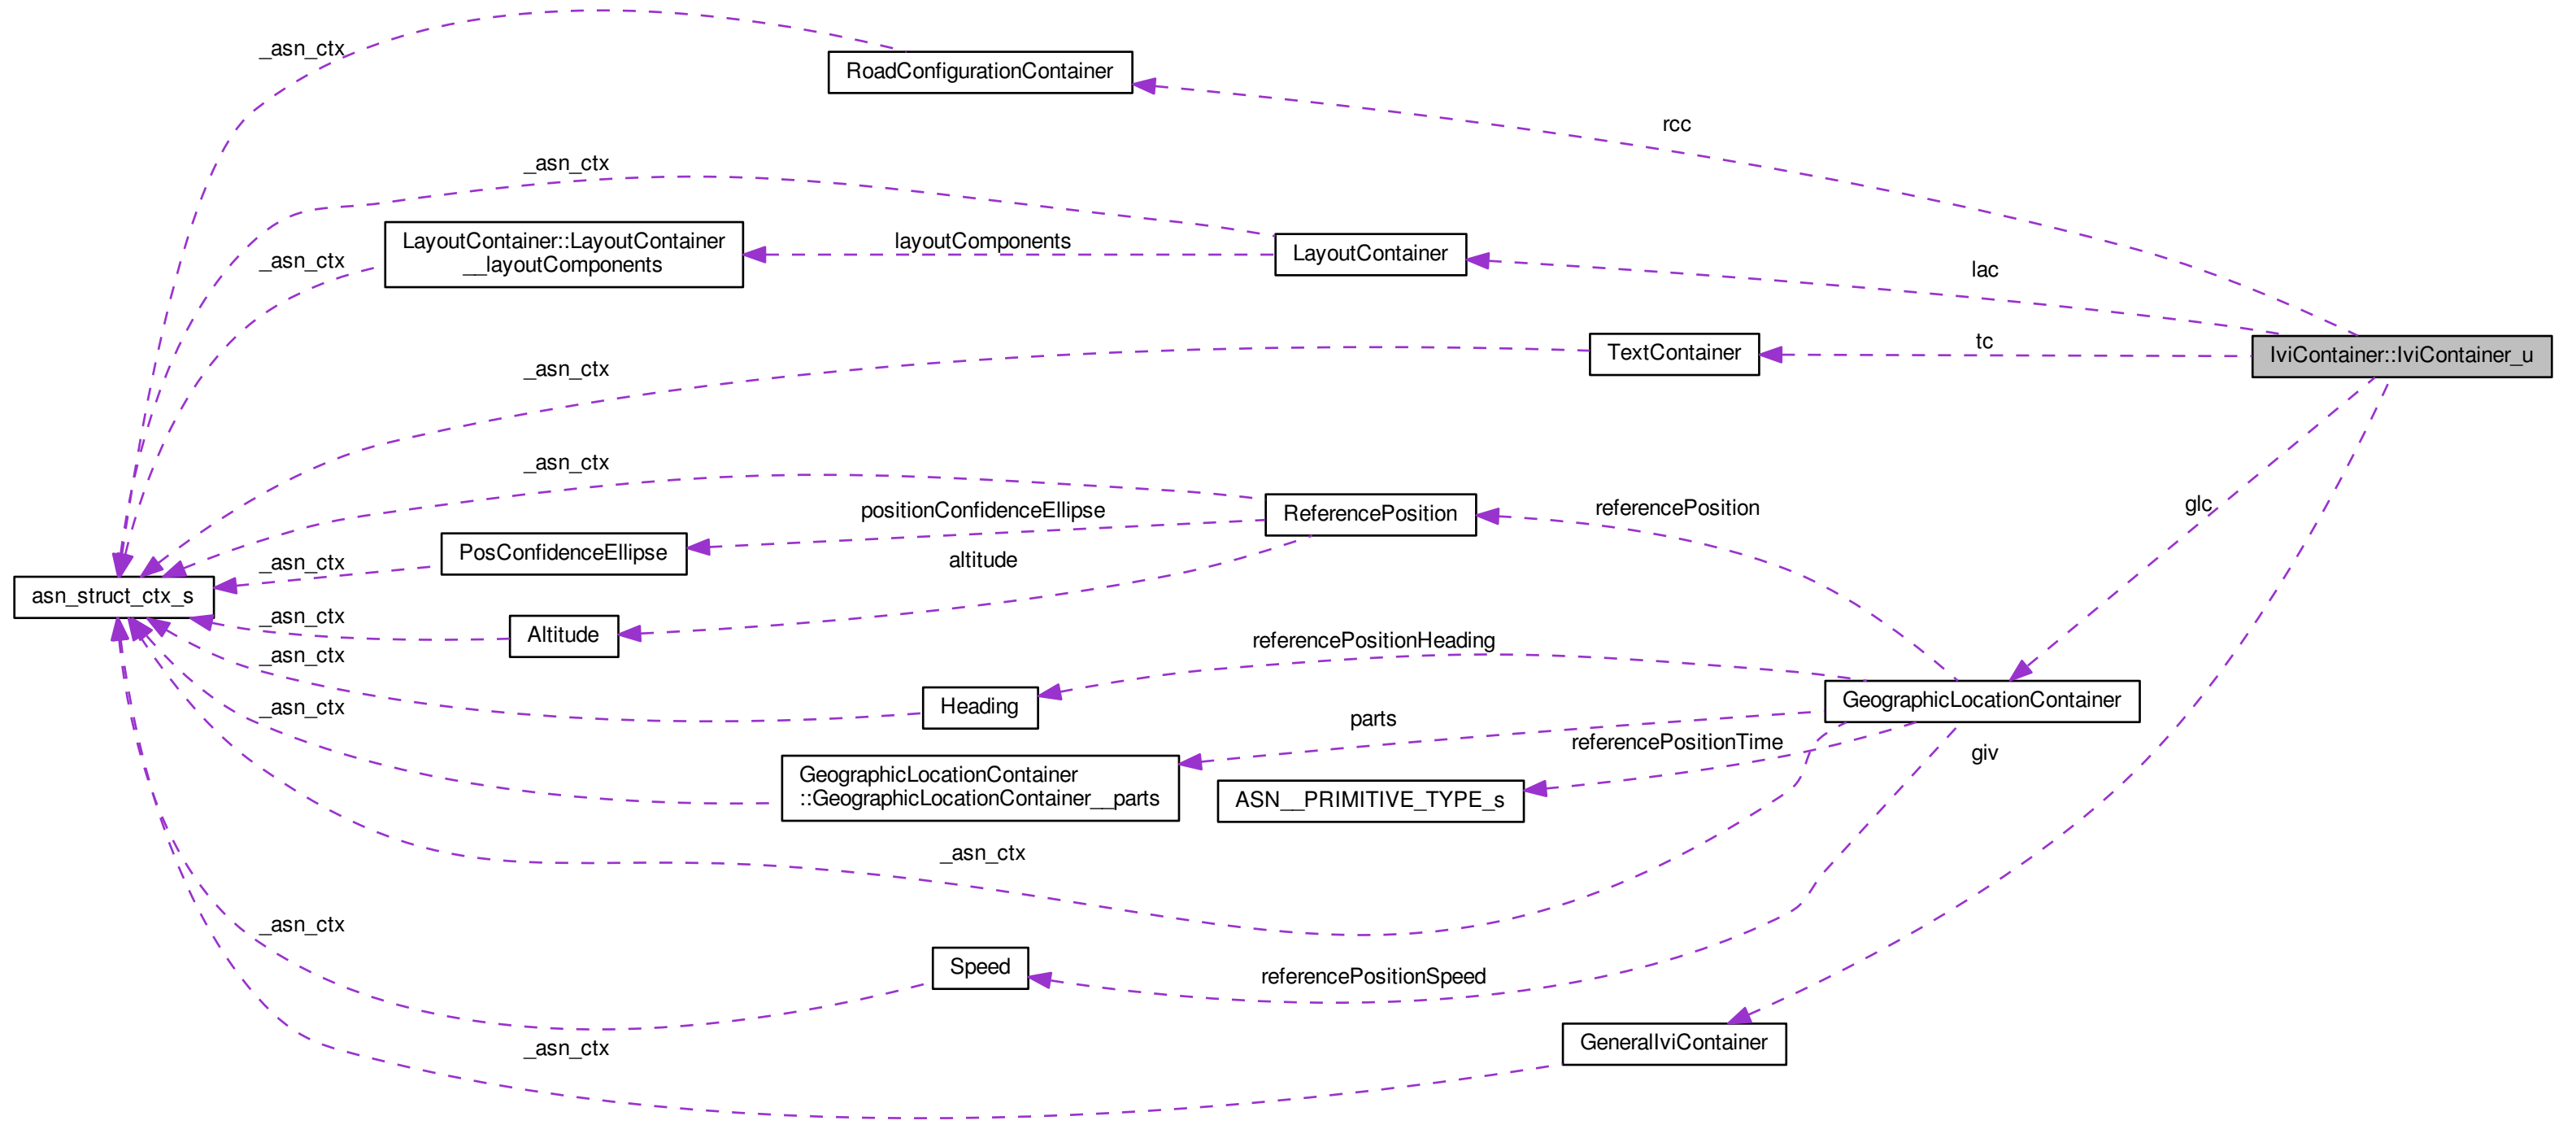 _asn_ctx
RoadConfigurationContainer
rcc
_asn_ctx
LayoutContainer::LayoutContainer
__layoutComponents
_asn_ctx
layoutComponents
LayoutContainer
lac
TextContainer
tc
IviContainer::IviContainer_u
_asn_ctx
_asn_ctx
positionConfidenceEllipse
ReferencePosition
referencePosition
glc
PosConfidenceEllipse
altitude
_asn_ctx
asn_struct_ctx_s
_asn_ctx
Altitude
_asn_ctx
referencePositionHeading
Heading
GeographicLocationContainer
_asn_ctx
parts
referencePositionTime
giv
GeographicLocationContainer
::GeographicLocationContainer__parts
ASN__PRIMITIVE_TYPE_s
_asn_ctx
_asn_ctx
Speed
referencePositionSpeed
GeneralIviContainer
_asn_ctx